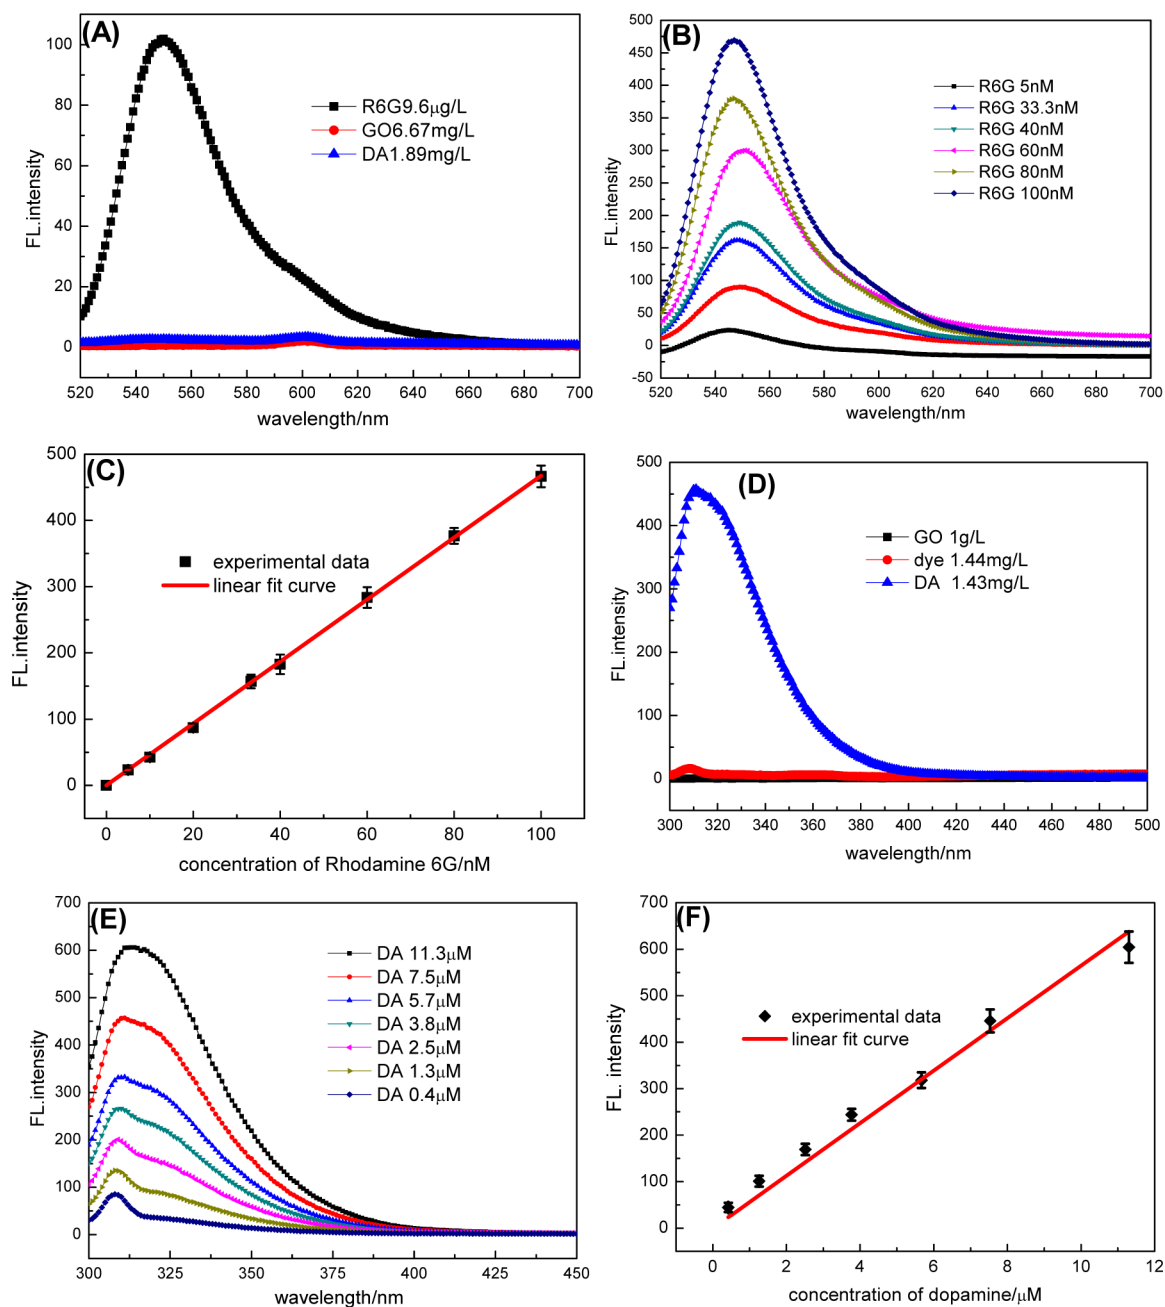 (A)
R6G9.6μg/L
GO6.67mg/L
DA1.89mg/L
FL.intensity
100
80
60
40
20
0
520 540 560 580 600 620 640 660 680 700
wavelength/nm
(B)
R6G 5nM
R6G 33.3nM
R6G 40nM
R6G 60nM
R6G 80nM
R6G 100nM
FL.intensity
500
450
400
350
300
250
200
150
100
50
0
-50
520 540 560 580 600 620 640 660 680 700
wavelength/nm
(C)
experimental data
linear fit curve
FL.intensity
500
400
300
200
100
0
0 20 40 60 80 100
concentration of Rhodamine 6G/nM
(D)
GO 1g/L
dye 1.44mg/L
DA 1.43mg/L
FL.intensity
500
450
400
350
300
250
200
150
100
50
0
300 320 340 360 380 400 420 440 460 480 500
wavelength/nm
(E)
DA 11.3μM
DA 7.5μM
DA 5.7μM
DA 3.8μM
DA 2.5μM
DA 1.3μM
DA 0.4μM
FL.intensity
700
600
500
400
300
200
100
0
300 325 350 375 400 425 450
wavelength/nm
(F)
experimental data
linear fit curve
FL. intensity
700
600
500
400
300
200
100
0
0 2 4 6 8 10 12
concentration of dopamine/μM